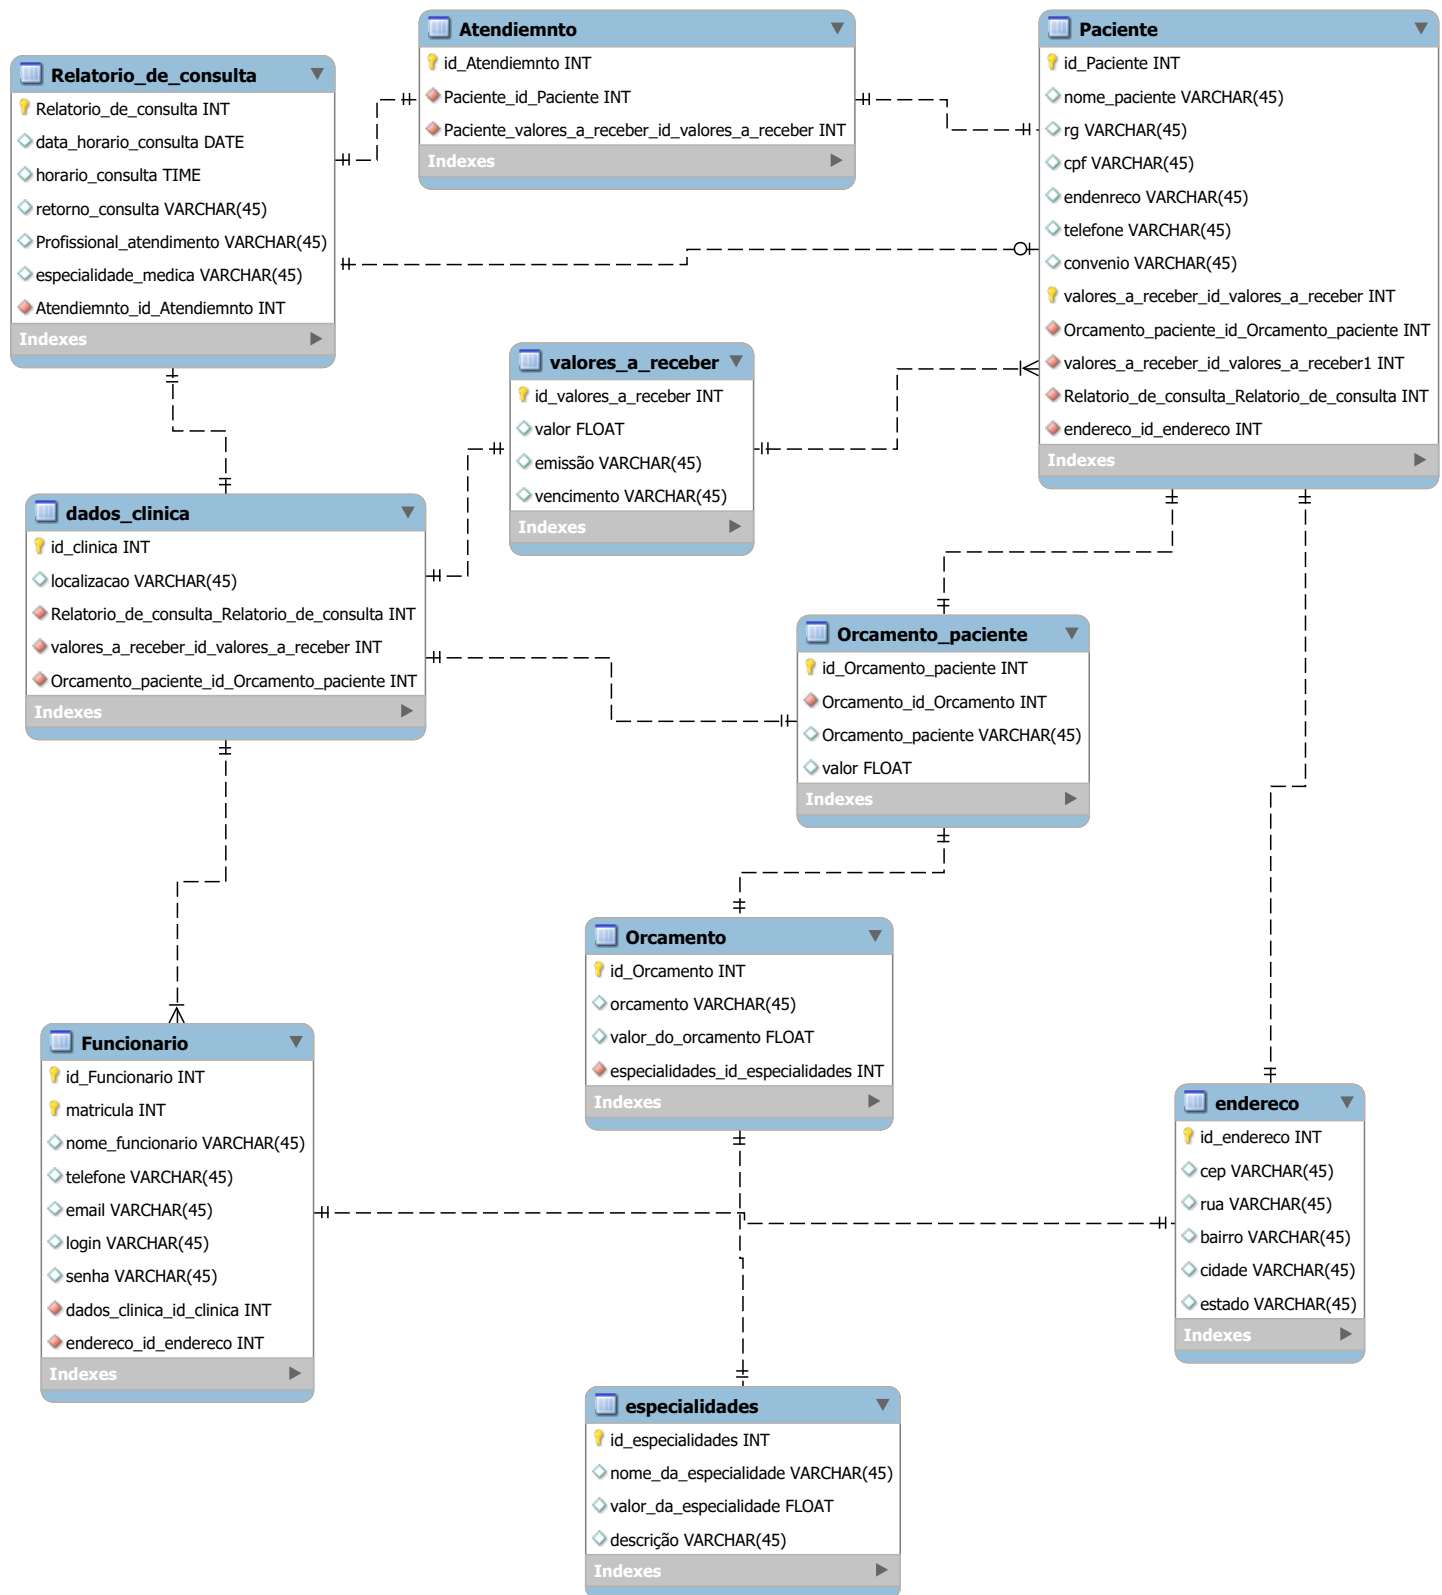 Atendiemnto
id_Atendiemnto INT
Paciente_id_Paciente INT
Paciente_valores_a_receber_id_valores_a_receber INT
Indexes
Paciente
id_Paciente INT
nome_paciente VARCHAR(45)
rg VARCHAR(45)
cpf VARCHAR(45)
endenreco VARCHAR(45)
telefone VARCHAR(45)
convenio VARCHAR(45)
valores_a_receber_id_valores_a_receber INT
Orcamento_paciente_id_Orcamento_paciente INT
valores_a_receber_id_valores_a_receber1 INT
Relatorio_de_consulta_Relatorio_de_consulta INT
endereco_id_endereco INT
Indexes
Relatorio_de_consulta
Relatorio_de_consulta INT
data_horario_consulta DATE
horario_consulta TIME
retorno_consulta VARCHAR(45)
Profissional_atendimento VARCHAR(45)
especialidade_medica VARCHAR(45)
Atendiemnto_id_Atendiemnto INT
Indexes
valores_a_receber
id_valores_a_receber INT
valor FLOAT
emissão VARCHAR(45)
vencimento VARCHAR(45)
Indexes
dados_clinica
id_clinica INT
localizacao VARCHAR(45)
Relatorio_de_consulta_Relatorio_de_consulta INT
valores_a_receber_id_valores_a_receber INT
Orcamento_paciente_id_Orcamento_paciente INT
Indexes
Orcamento_paciente
id_Orcamento_paciente INT
Orcamento_id_Orcamento INT
Orcamento_paciente VARCHAR(45)
valor FLOAT
Indexes
Orcamento
id_Orcamento INT
orcamento VARCHAR(45)
valor_do_orcamento FLOAT
especialidades_id_especialidades INT
Indexes
Funcionario
id_Funcionario INT
matricula INT
nome_funcionario VARCHAR(45)
telefone VARCHAR(45)
email VARCHAR(45)
login VARCHAR(45)
senha VARCHAR(45)
dados_clinica_id_clinica INT
endereco_id_endereco INT
Indexes
endereco
id_endereco INT
cep VARCHAR(45)
rua VARCHAR(45)
bairro VARCHAR(45)
cidade VARCHAR(45)
estado VARCHAR(45)
Indexes
especialidades
id_especialidades INT
nome_da_especialidade VARCHAR(45)
valor_da_especialidade FLOAT
descrição VARCHAR(45)
Indexes